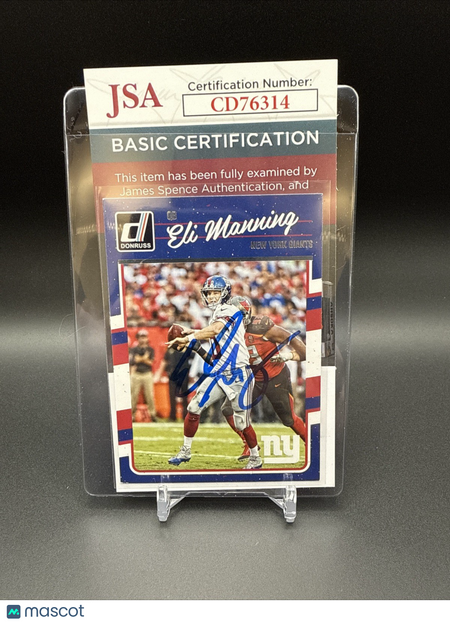 JSA
Certification Number:
CD76314
BASIC CERTIFICATION
This item has been fully examined by
James Spence Authentication, and
DONRUSS
QB
Eli Manning
NEW YORK GIANTS
ny
mascot